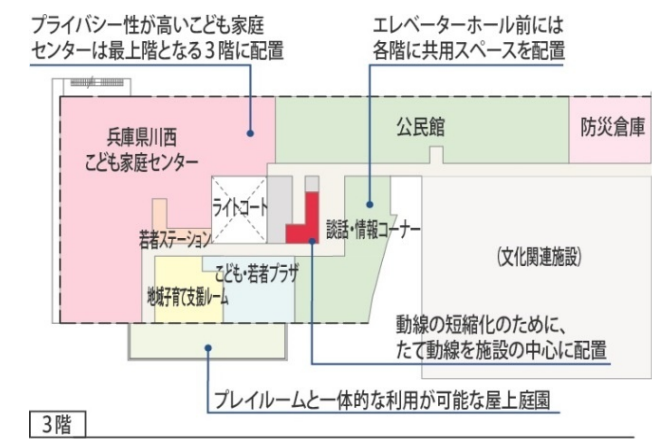 プライバシー性が高いこども家庭
センターは最上階となる3階に配置
エレベーターホール前には
各階に共用スペースを配置
兵庫県川西
こども家庭センター
公民館
防災倉庫
ライトコート
談話・情報コーナー
若者ステーション
(文化関連施設)
こども・若者プラザ
地域子育て支援ルーム
動線の短縮化のために、
たて動線を施設の中心に配置
プレイルームと一体的な利用が可能な屋上庭園
3階